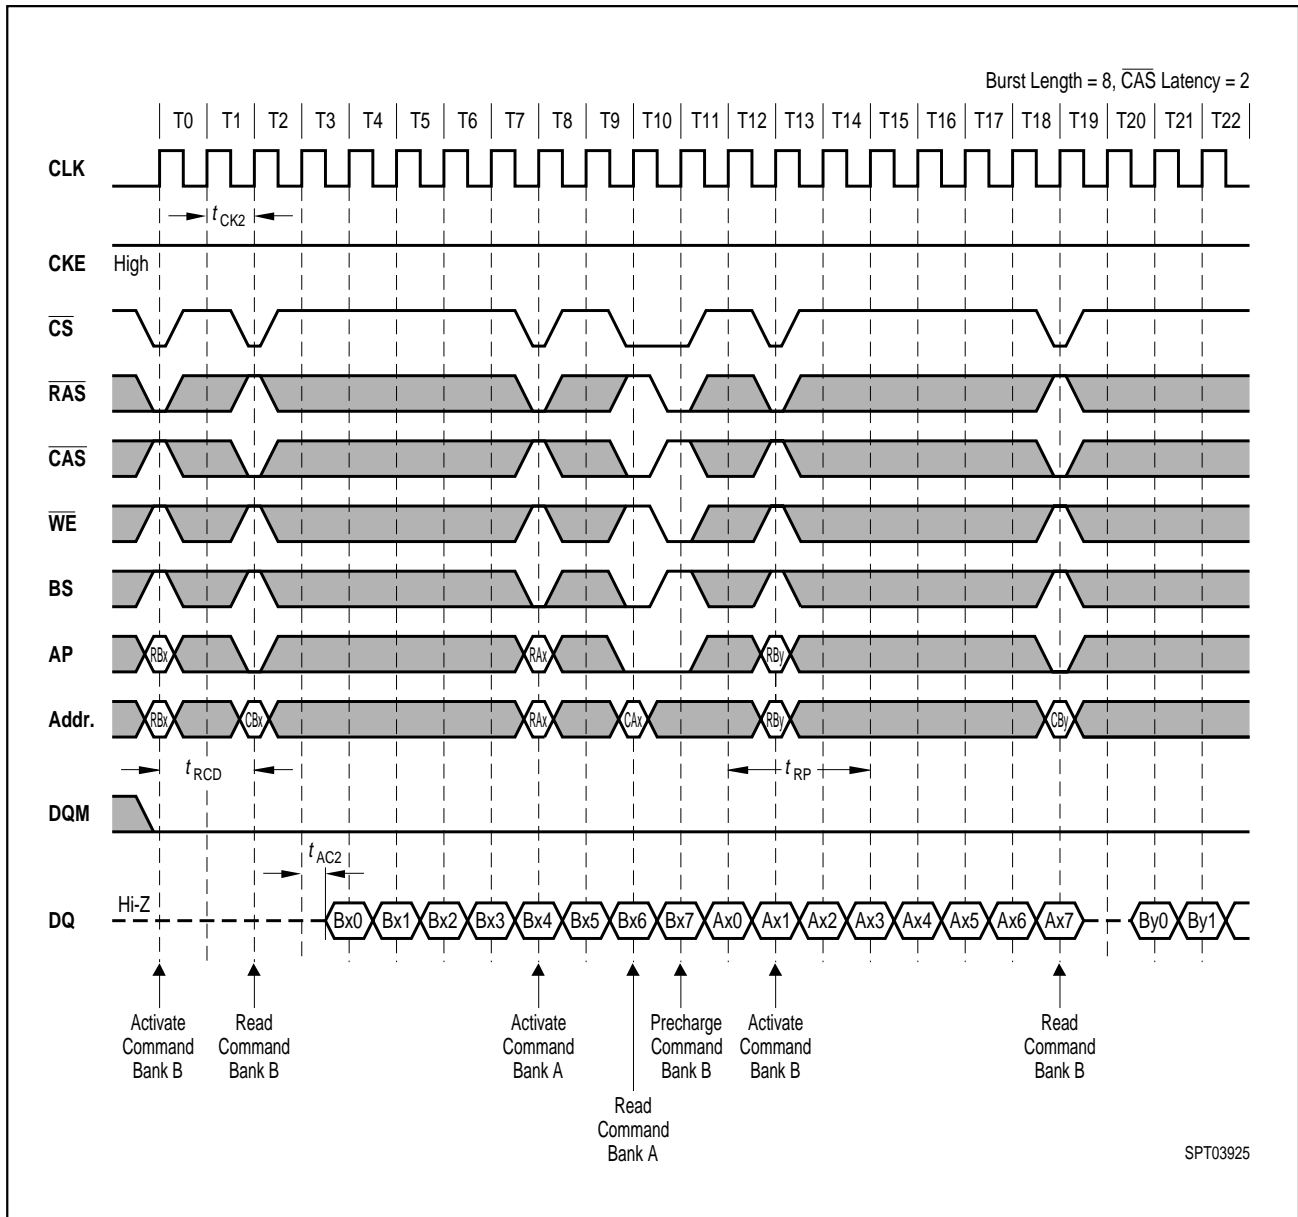 Burst Length = 8, CAS Latency = 2
T0 T1 T2 T3 T4 T5 T6 T7 T8 T9 T10 T11 T12 T13 T14 T15 T16 T17 T18 T19 T20 T21 T22
CLK
t CK2
CKE High
CS
RAS
CAS
WE
BS
AP RBx RAx RBy
Addr. RBx CBx RAx CAx RBy CBy
t RCD t RP
DQM
t AC2
DQ Hi-Z Bx0 Bx1 Bx2 Bx3 Bx4 Bx5 Bx6 Bx7 Ax0 Ax1 Ax2 Ax3 Ax4 Ax5 Ax6 Ax7 By0 By1
Activate
Command
Bank B
Read
Command
Bank B
Activate
Command
Bank A
Read
Command
Bank A
Precharge
Command
Bank B
Activate
Command
Bank B
Read
Command
Bank B
SPT03925